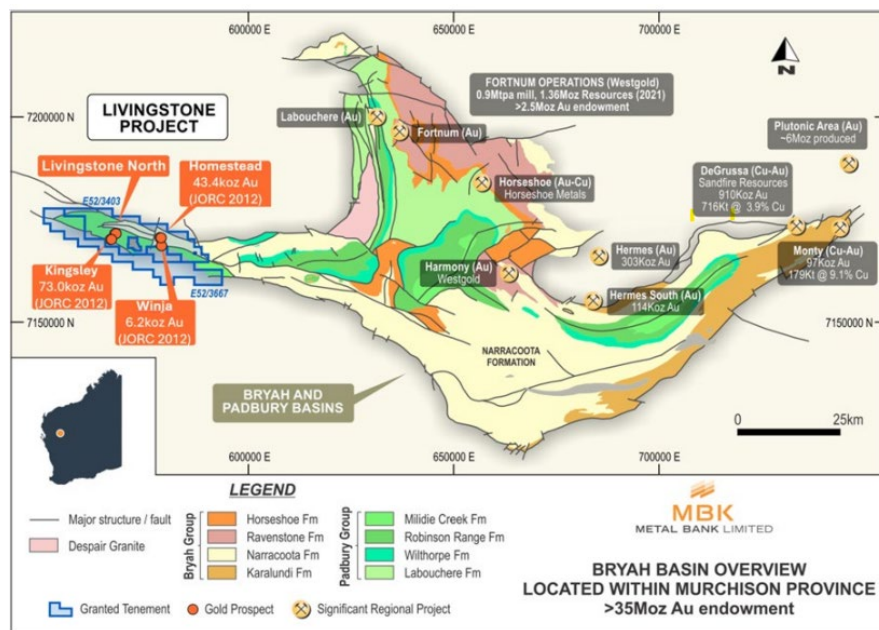 600000 E
650000 E
700000 E
7200000 N
LIVINGSTONE
PROJECT
Livingstone North
Homestead
43.4koz Au
(JORC 2012)
E52/3403
Kingsley
73.0koz Au
(JORC 2012)
Winja
6.2koz Au
(JORC 2012)
E52/3667
7150000 N
Labouchere (Au)
Fortnum (Au)
FORTNUM OPERATIONS (Westgold)
0.9Mtpa mill, 1.36Moz Resources (2021)
>2.5Moz Au endowment
N
Horseshoe (Au-Cu)
Horseshoe Metals
Plutonic Area (Au)
~6Moz produced
DeGrussa (Cu-Au)
Sandfire Resources
910Koz Au
716Kt @ 3.9% Cu
Harmony (Au)
Westgold
Hermes (Au)
303Koz Au
Hermes South (Au)
114Koz Au
Monty (Cu-Au)
97Koz Au
179Kt @ 9.1% Cu
7150000 N
NARRACOOTA
FORMATION
BRYAH AND
PADBURY BASINS
0
25km
600000 E
650000 E
700000 E
LEGEND
Major structure / fault
Despair Granite
Bryah Group
Horseshoe Fm
Ravenstone Fm
Narracoota Fm
Karalundi Fm
Padbury Group
Milidie Creek Fm
Robinson Range Fm
Wilthorpe Fm
Labouchere Fm
Granted Tenement
Gold Prospect
Significant Regional Project
MBK
METAL BANK LIMITED
BRYAH BASIN OVERVIEW
LOCATED WITHIN MURCHISON PROVINCE
>35Moz Au endowment